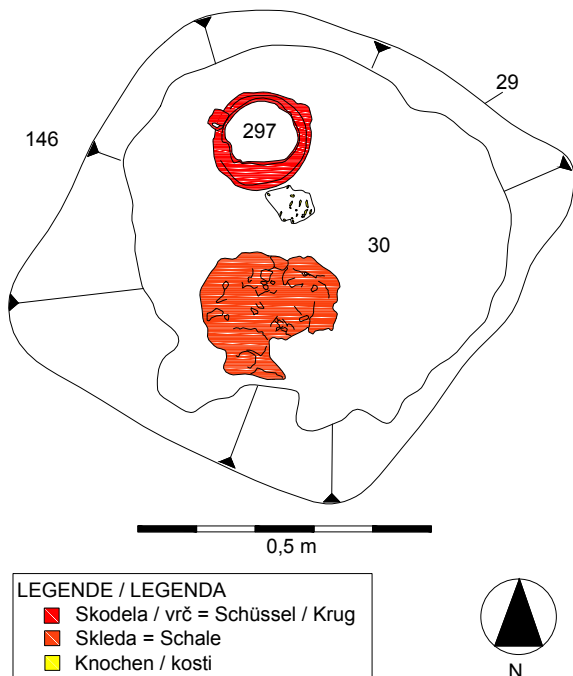 29
146
297
30
0,5 m
LEGENDE / LEGENDA
Skodela / vrč = Schüssel / Krug
Skleda = Schale
Knochen / kosti
N